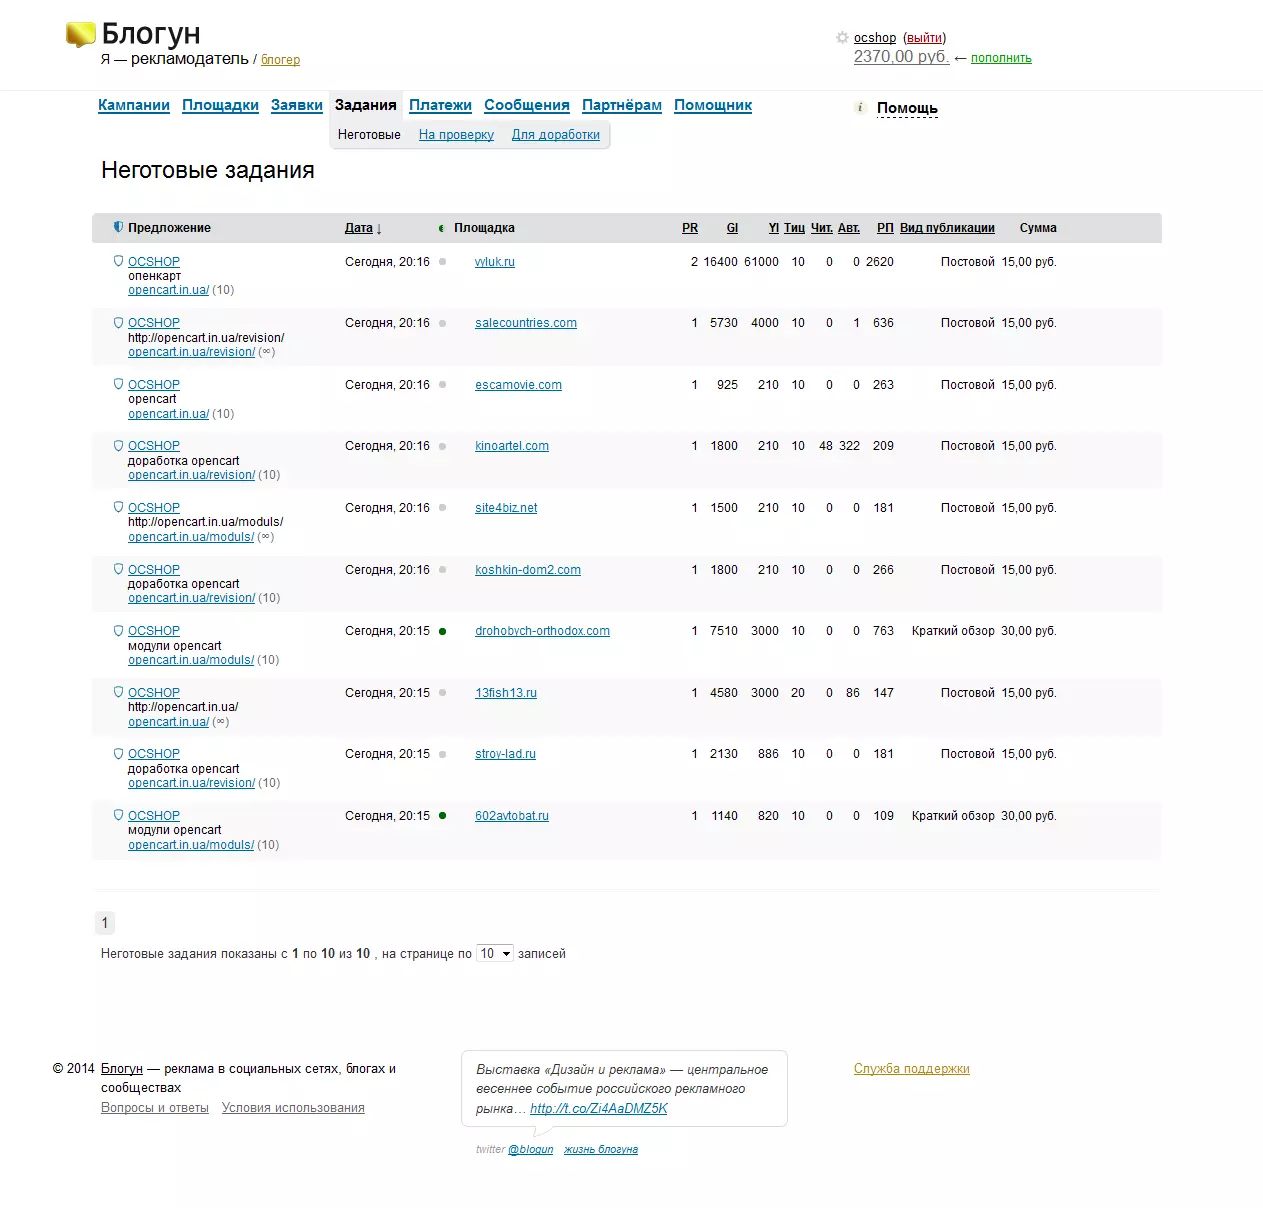 Блогун
Я — рекламодатель / блогер
ocshop (выйти)
2370,00 руб. ← пополнить
Кампании Площадки Заявки Задания Платежи Сообщения Партнёрам Помощник
i Помощь
Неготовые На проверку Для доработки
Неготовые задания
Предложение Дата ↓ Площадка PR GI YI Тиц Чит. Авт. РП Вид публикации Сумма
OCSHOP Сегодня, 20:16 vyluk.ru 2 16400 61000 10 0 0 2620 Постовой 15,00 руб.
опенкарт
opencart.in.ua/ (10)
OCSHOP Сегодня, 20:16 salecountries.com 1 5730 4000 10 0 1 636 Постовой 15,00 руб.
http://opencart.in.ua/revision/
opencart.in.ua/revision/ (∞)
OCSHOP Сегодня, 20:16 escamovie.com 1 925 210 10 0 0 263 Постовой 15,00 руб.
opencart
opencart.in.ua/ (10)
OCSHOP Сегодня, 20:16 kinoartel.com 1 1800 210 10 48 322 209 Постовой 15,00 руб.
доработка opencart
opencart.in.ua/revision/ (10)
OCSHOP Сегодня, 20:16 site4biz.net 1 1500 210 10 0 0 181 Постовой 15,00 руб.
http://opencart.in.ua/moduls/
opencart.in.ua/moduls/ (∞)
OCSHOP Сегодня, 20:16 koshkin-dom2.com 1 1800 210 10 0 0 266 Постовой 15,00 руб.
доработка opencart
opencart.in.ua/revision/ (10)
OCSHOP Сегодня, 20:15 drohobych-orthodox.com 1 7510 3000 10 0 0 763 Краткий обзор 30,00 руб.
модули opencart
opencart.in.ua/moduls/ (10)
OCSHOP Сегодня, 20:15 13fish13.ru 1 4580 3000 20 0 86 147 Постовой 15,00 руб.
http://opencart.in.ua/
opencart.in.ua/ (∞)
OCSHOP Сегодня, 20:15 stroy-lad.ru 1 2130 886 10 0 0 181 Постовой 15,00 руб.
доработка opencart
opencart.in.ua/revision/ (10)
OCSHOP Сегодня, 20:15 602avtobat.ru 1 1140 820 10 0 0 109 Краткий обзор 30,00 руб.
модули opencart
opencart.in.ua/moduls/ (10)
1
Неготовые задания показаны с 1 по 10 из 10 , на странице по 10 записей
© 2014 Блогун — реклама в социальных сетях, блогах и
сообществах
Вопросы и ответы Условия использования
Выставка «Дизайн и реклама» — центральное
весеннее событие российского рекламного
рынка… http://t.co/Zi4AaDMZ5K
twitter @blogun жизнь блогуна
Служба поддержки